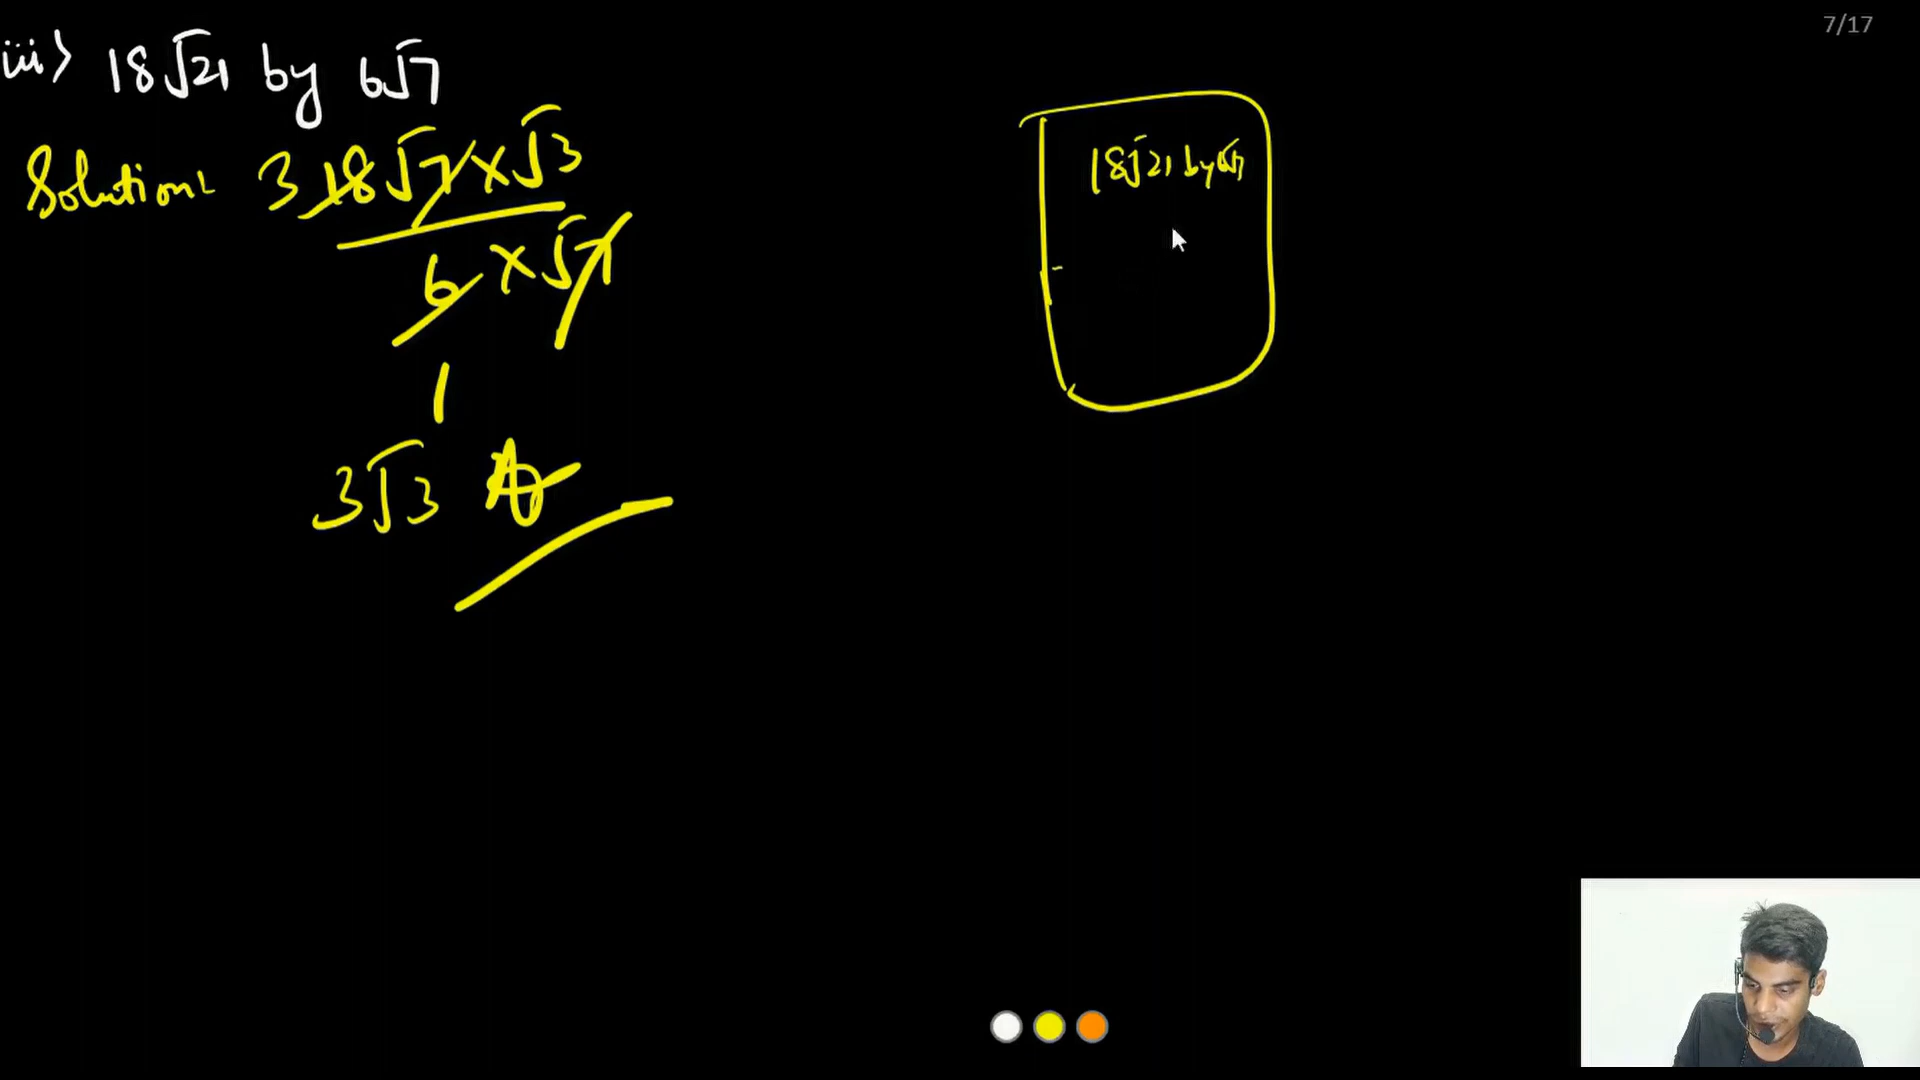 7/17
iii) 18√21 by 6√7
Solution:- 3 18√7 × √3
6 × √7
1
3√3
18√21 by 6√7